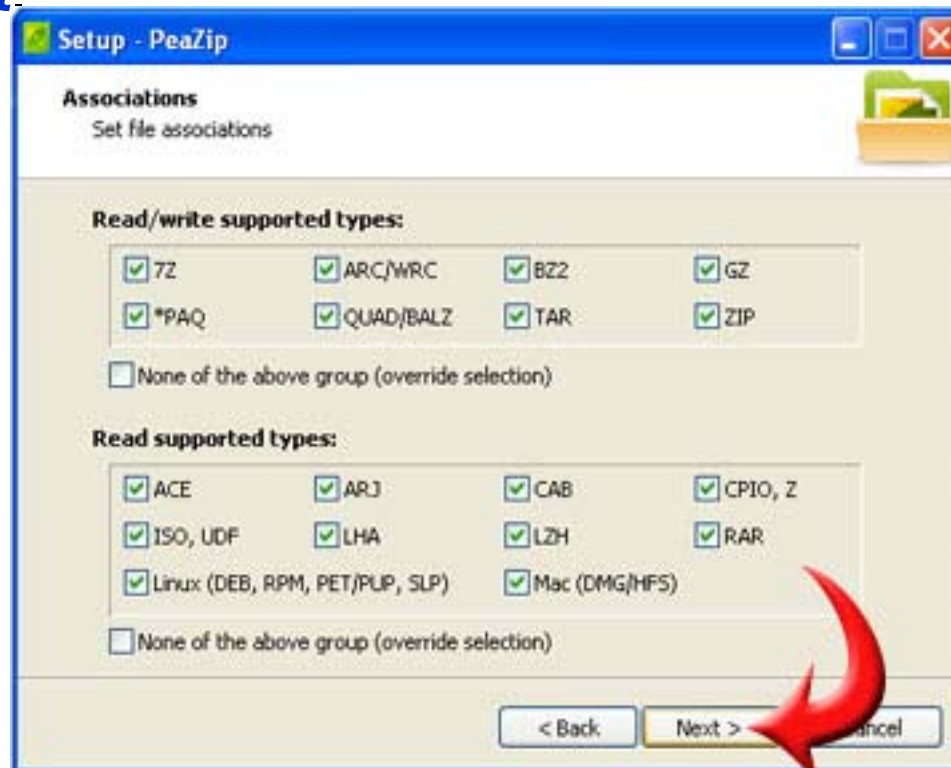 Setup - PeaZip
Associations
Set file associations
Read/write supported types:
7Z ARC/WRC BZ2 GZ
*PAQ QUAD/BALZ TAR ZIP
None of the above group (override selection)
Read supported types:
ACE ARJ CAB CPIO, Z
ISO, UDF LHA LZH RAR
Linux (DEB, RPM, PET/PUP, SLP) Mac (DMG/HFS)
None of the above group (override selection)
< Back Next >